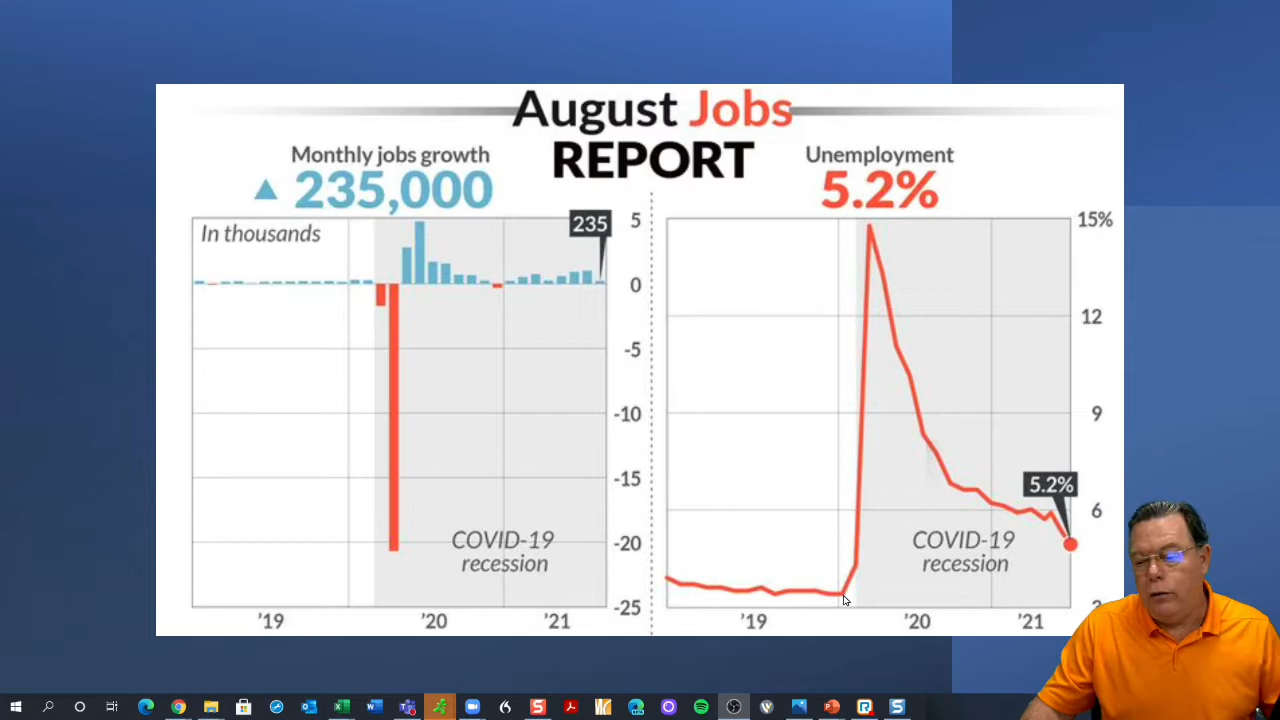 August Jobs
REPORT
Monthly jobs growth
▲ 235,000
Unemployment
5.2%
In thousands
235
5
0
-5
-10
-15
-20
-25
COVID-19
recession
'19
'20
'21
15%
12
9
6
5.2%
COVID-19
recession
'19
'20
'21